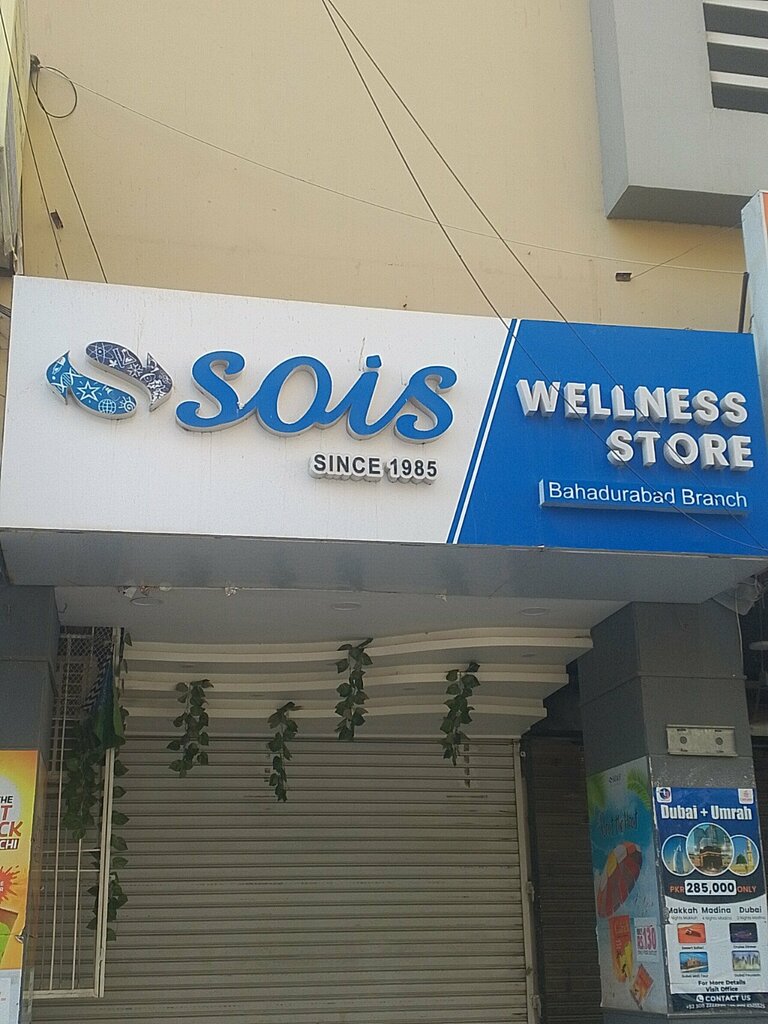 sois
SINCE 1985
WELLNESS
STORE
Bahadurabad Branch
Dubai + Umrah
PKR 285,000 ONLY
Makkah Madina Dubai
For More Details
Visit Office
CONTACT US